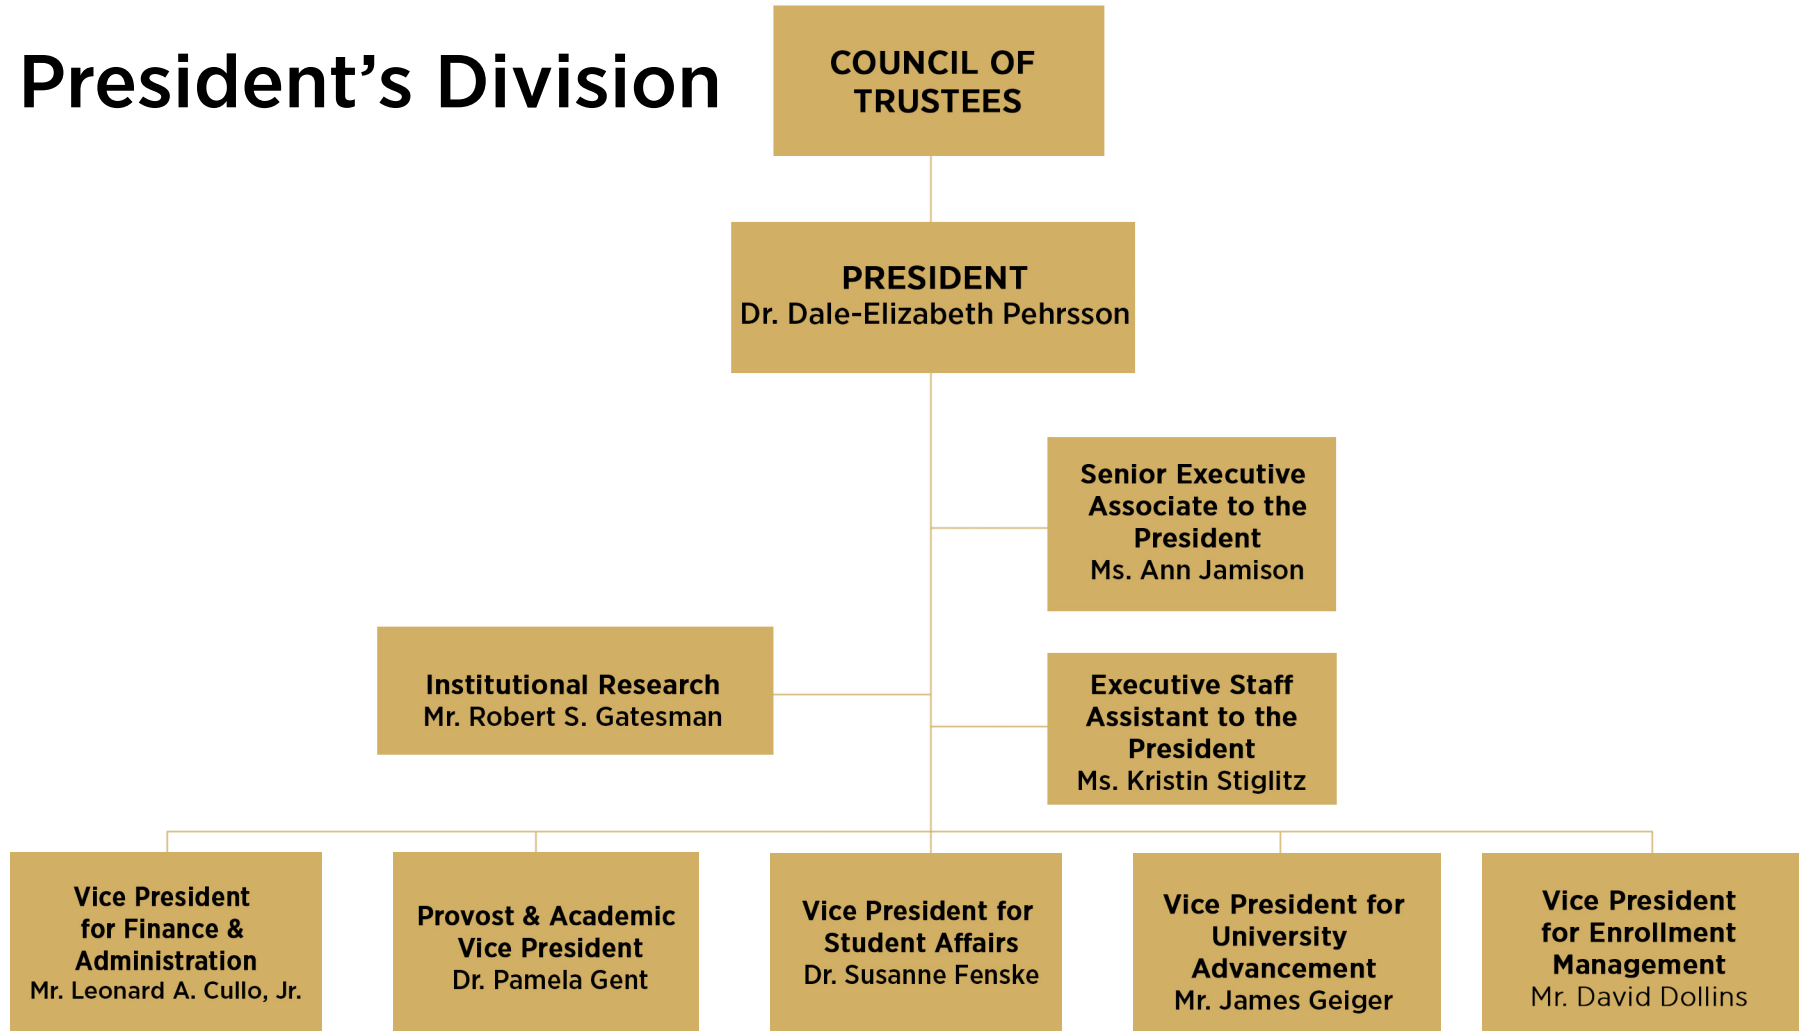 President’s Division
COUNCIL OF
TRUSTEES
PRESIDENT
Dr. Dale-Elizabeth Pehrsson
Senior Executive
Associate to the
President
Ms. Ann Jamison
Institutional Research
Mr. Robert S. Gatesman
Executive Staff
Assistant to the
President
Ms. Kristin Stiglitz
Vice President
for Finance &
Administration
Mr. Leonard A. Cullo, Jr.
Provost & Academic
Vice President
Dr. Pamela Gent
Vice President for
Student Affairs
Dr. Susanne Fenske
Vice President for
University
Advancement
Mr. James Geiger
Vice President
for Enrollment
Management
Mr. David Dollins